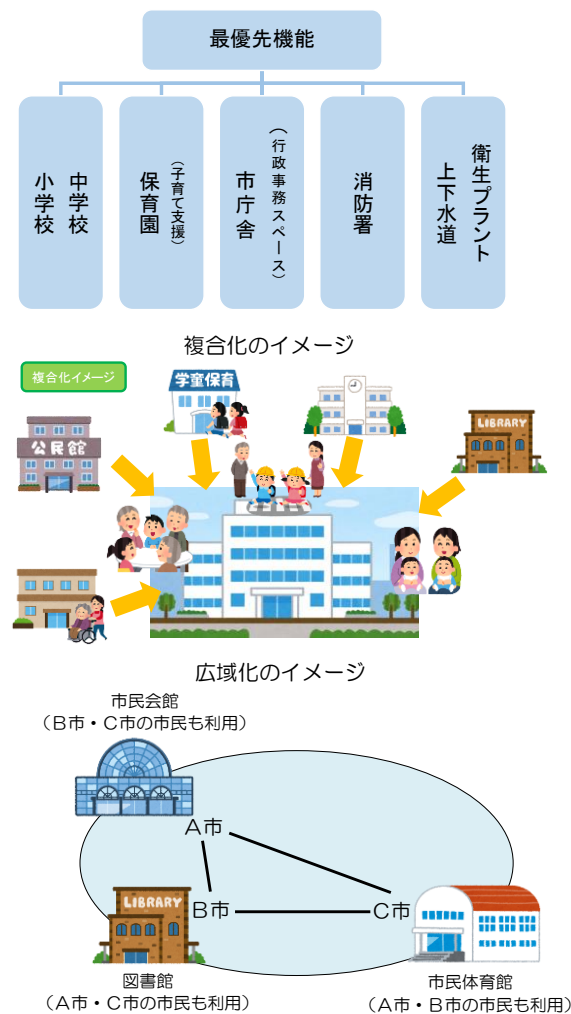 最優先機能
小学校
中学校
保育園
（子育て支援）
市庁舎
（行政事務スペース）
消防署
上下水道
衛生プラント
複合化のイメージ
複合化イメージ
学童保育
公民館
LIBRARY
広域化のイメージ
市民会館
（Ｂ市・Ｃ市の市民も利用）
Ａ市
LIBRARY
Ｂ市
Ｃ市
図書館
（Ａ市・Ｃ市の市民も利用）
市民体育館
（Ａ市・Ｂ市の市民も利用）